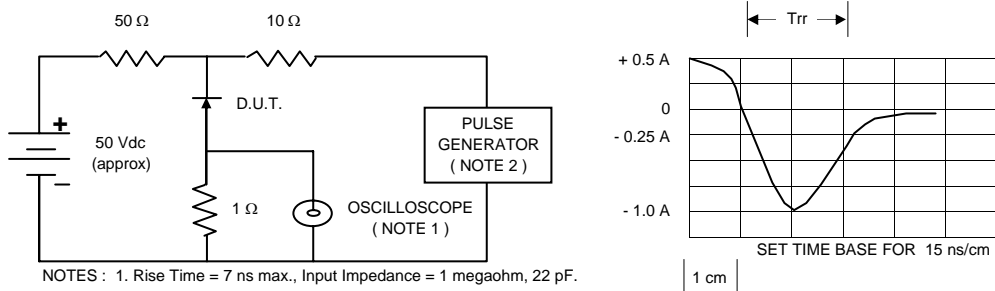 50 Ω
10 Ω
D.U.T.
+
50 Vdc
(approx)
−
1 Ω
OSCILLOSCOPE
( NOTE 1 )
PULSE
GENERATOR
( NOTE 2 )
NOTES : 1. Rise Time = 7 ns max., Input Impedance = 1 megaohm, 22 pF.
Trr
+ 0.5 A
0
- 0.25 A
- 1.0 A
SET TIME BASE FOR 15 ns/cm
1 cm